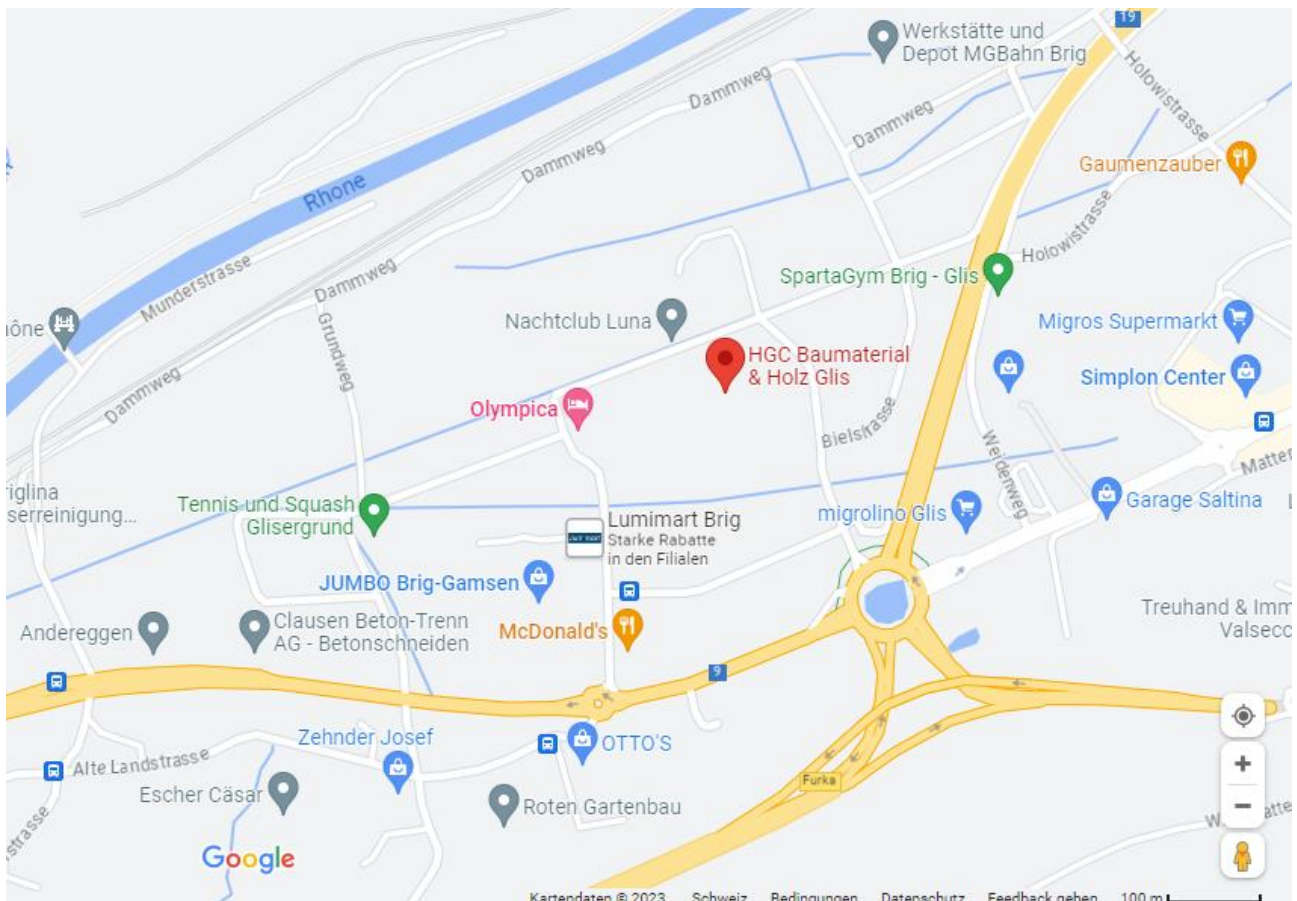 19
Werkstätte und
Depot MGBahn Brig
Holowistrasse
Dammweg
Dammweg
Dammweg
Gaumenzauber
Rhone
Holowistrasse
Munderstrasse
Dammweg
SpartaGym Brig - Glis
Nachtclub Luna
Migros Supermarkt
Grundweg
HGC Baumaterial
& Holz Glis
Simplon Center
Dammweg
Olympica
Bielstrasse
Weidenweg
Tennis und Squash
Glisergrund
Garage Saltina
Lumimart Brig
Starke Rabatte
in den Filialen
migrolino Glis
JUMBO Brig-Gamsen
Andereggen
Clausen Beton-Trenn
AG - Betonschneiden
McDonald's
Treuhand & Imm
Valsecc
9
Zehnder Josef
OTTO'S
Alte Landstrasse
Furka
Escher Cäsar
Roten Gartenbau
Google
Kartendaten © 2023 Schweiz Bedingungen Datenschutz Feedback geben 100 m